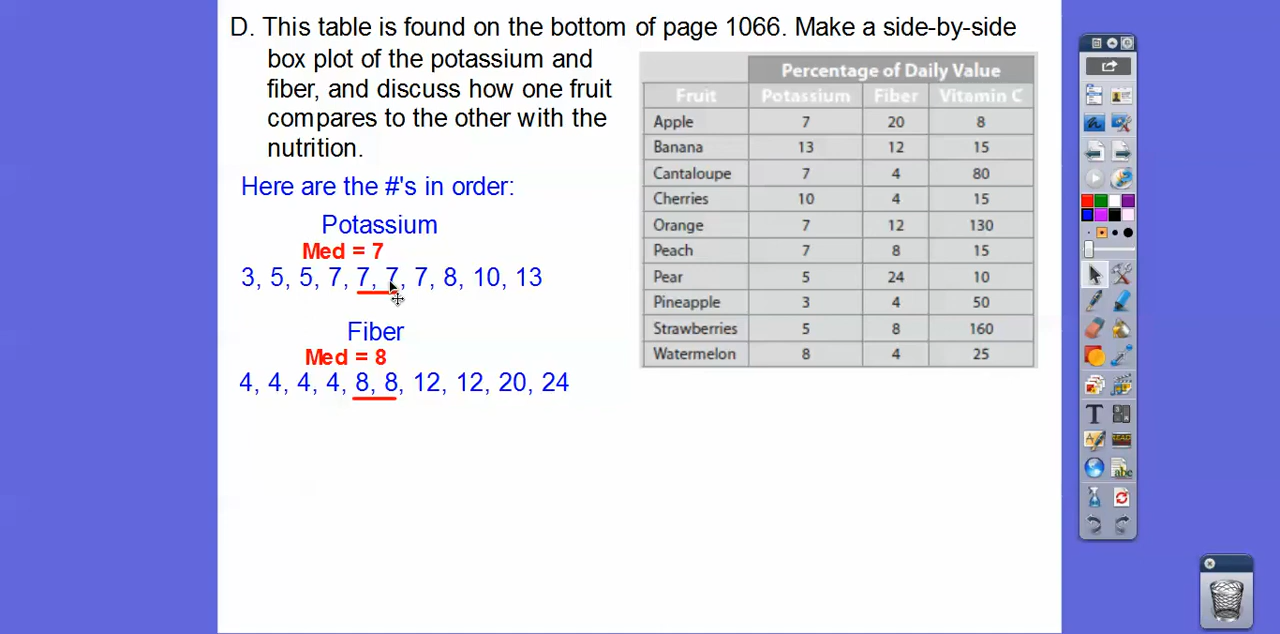 D. This table is found on the bottom of page 1066. Make a side-by-side
box plot of the potassium and
fiber, and discuss how one fruit
compares to the other with the
nutrition.
Here are the #'s in order:
Potassium
Med = 7
3, 5, 5, 7, 7, 7, 7, 8, 10, 13
Fiber
Med = 8
4, 4, 4, 4, 8, 8, 12, 12, 20, 24
Percentage of Daily Value
Fruit Potassium Fiber Vitamin C
Apple 7 20 8
Banana 13 12 15
Cantaloupe 7 4 80
Cherries 10 4 15
Orange 7 12 130
Peach 7 8 15
Pear 5 24 10
Pineapple 3 4 50
Strawberries 5 8 160
Watermelon 8 4 25